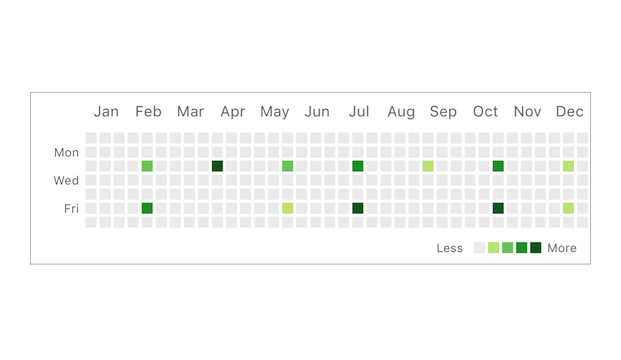 Jan Feb Mar Apr May Jun Jul Aug Sep Oct Nov Dec
Mon
Wed
Fri
Less More